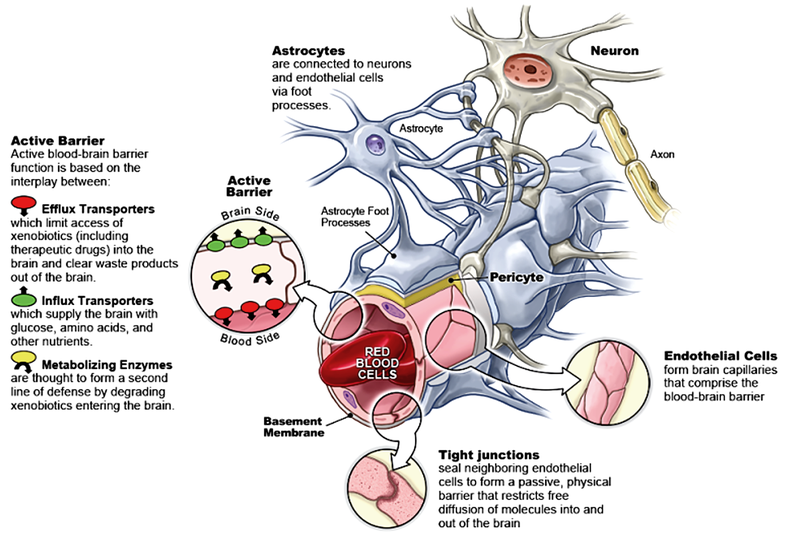 Astrocytes
are connected to neurons
and endothelial cells
via foot
processes.
Neuron
Astrocyte
Axon
Active Barrier
Active blood-brain barrier
function is based on the
interplay between:
Efflux Transporters
which limit access of
xenobiotics (including
therapeutic drugs) into the
brain and clear waste products
out of the brain.
Influx Transporters
which supply the brain with
glucose, amino acids, and
other nutrients.
Metabolizing Enzymes
are thought to form a second
line of defense by degrading
xenobiotics entering the brain.
Active
Barrier
Brain Side
Blood Side
Astrocyte Foot
Processes
Pericyte
RED
BLOOD
CELLS
Basement
Membrane
Endothelial Cells
form brain capillaries
that comprise the
blood-brain barrier
Tight junctions
seal neighboring endothelial
cells to form a passive, physical
barrier that restricts free
diffusion of molecules into and
out of the brain